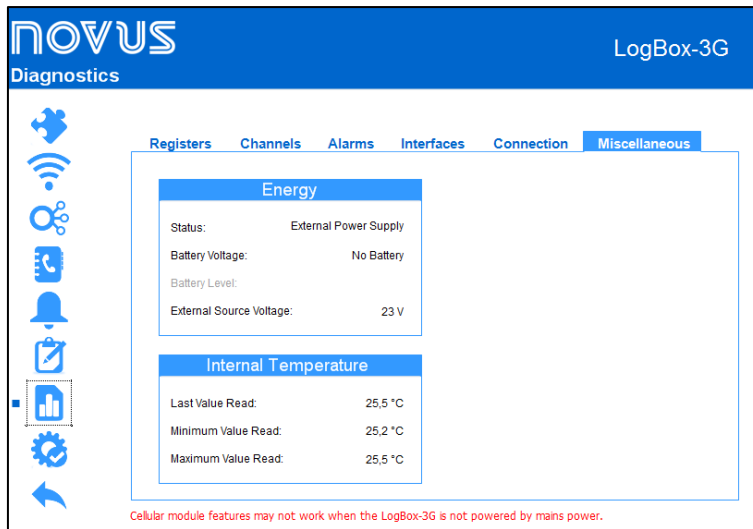 novus
LogBox-3G
Diagnostics
Registers Channels Alarms Interfaces Connection Miscellaneous
Energy
Status: External Power Supply
Battery Voltage: No Battery
Battery Level:
External Source Voltage: 23 V
Internal Temperature
Last Value Read: 25,5 °C
Minimum Value Read: 25,2 °C
Maximum Value Read: 25,5 °C
Cellular module features may not work when the LogBox-3G is not powered by mains power.